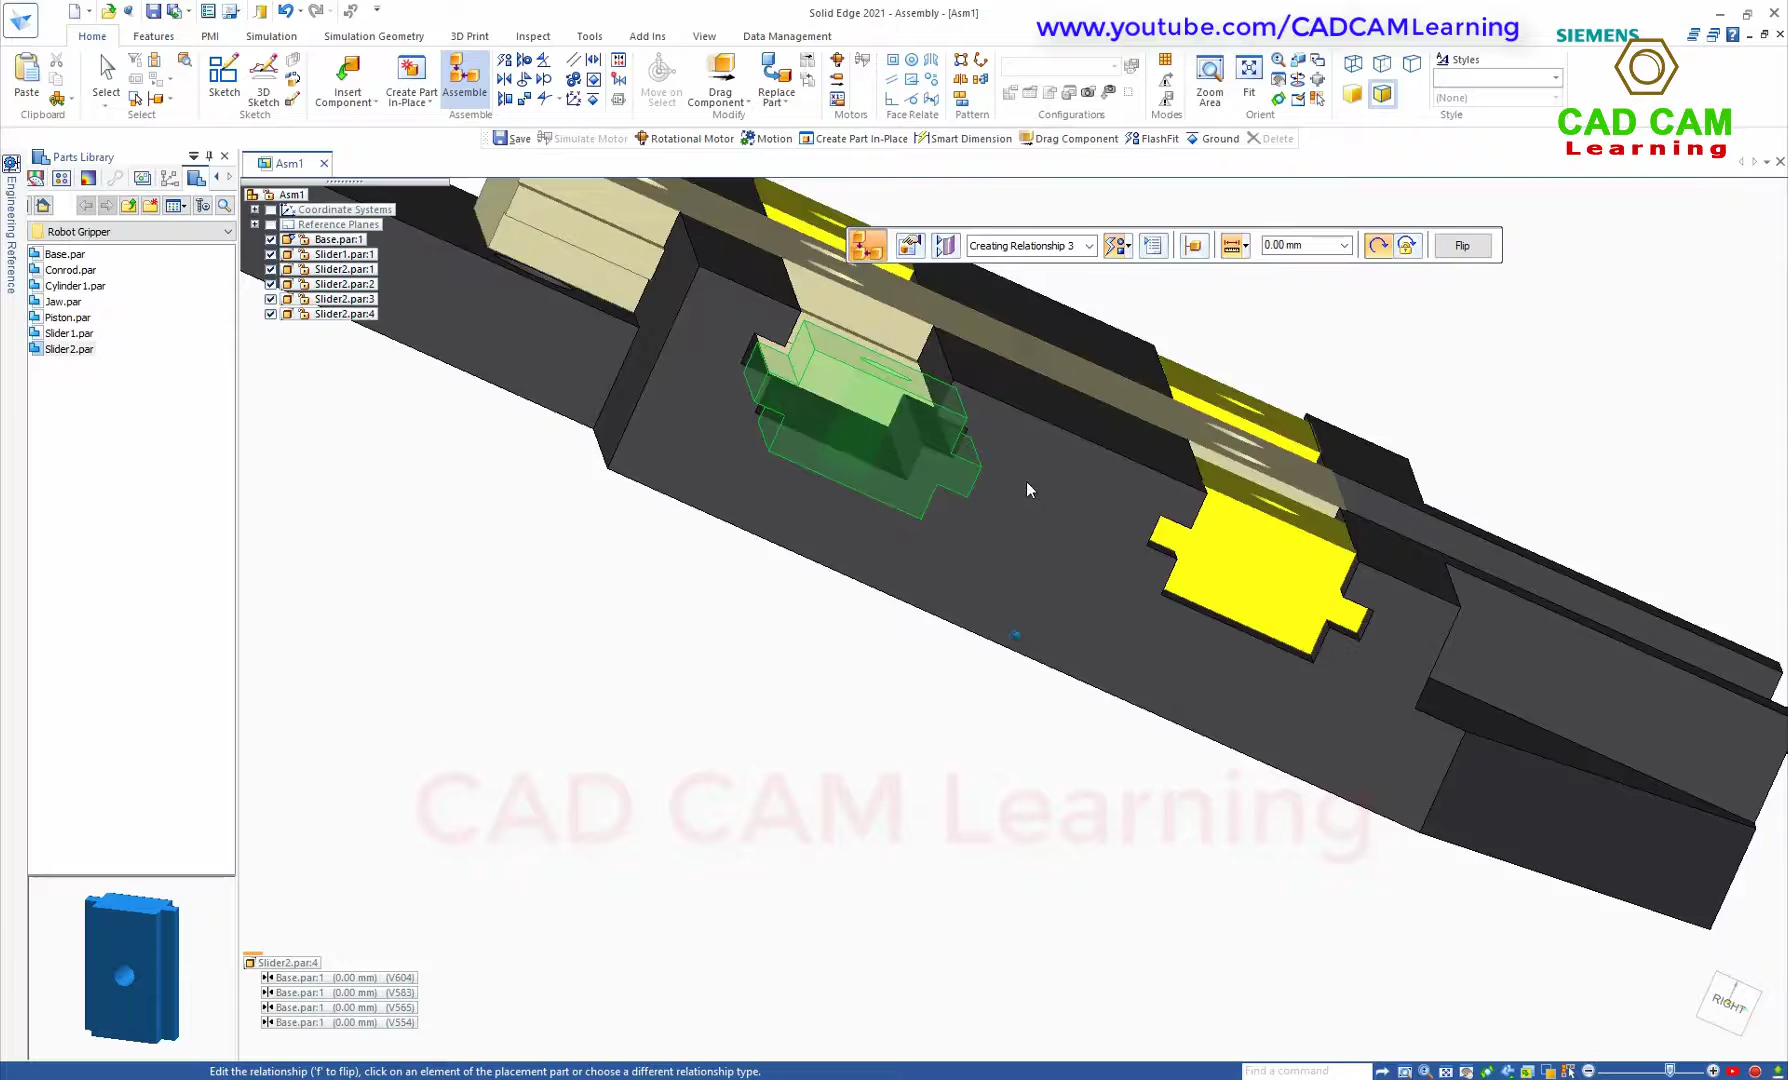 Solid Edge 2021 - Assembly - [Asm1]
www.youtube.com/CADCAMLearning
SIEMENS
Home
Features
PMI
Simulation
Simulation Geometry
3D Print
Inspect
Tools
Add Ins
View
Data Management
Paste
Clipboard
Select
Select
Sketch
3D Sketch
Sketch
Insert Component
Create Part In-Place
Assemble
Assemble
Move on Select
Drag Component
Replace Part
Modify
Motors
Face Relate
Pattern
Configurations
Modes
Zoom Area
Fit
Orient
Styles
(None)
Style
CAD CAM
Learning
Save
Simulate Motor
Rotational Motor
Motion
Create Part In-Place
Smart Dimension
Drag Component
FlashFit
Ground
Delete
Parts Library
Asm1
Engineering Reference
Robot Gripper
Base.par
Conrod.par
Cylinder1.par
Jaw.par
Piston.par
Slider1.par
Slider2.par
Asm1
Coordinate Systems
Reference Planes
Base.par:1
Slider1.par:1
Slider2.par:1
Slider2.par:2
Slider2.par:3
Slider2.par:4
Creating Relationship 3
0.00 mm
Flip
CAD CAM Learning
Slider2.par:4
Base.par:1 (0.00 mm) (V604)
Base.par:1 (0.00 mm) (V583)
Base.par:1 (0.00 mm) (V565)
Base.par:1 (0.00 mm) (V554)
RIGHT
Edit the relationship ('f' to flip), click on an element of the placement part or choose a different relationship type.
Find a command